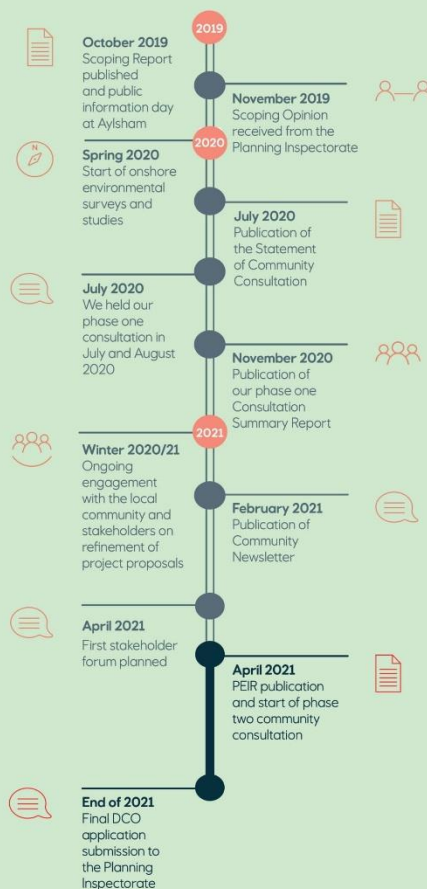 2019
October 2019
Scoping Report
published
and public
information day
at Aylsham
November 2019
Scoping Opinion
received from the
Planning Inspectorate
2020
N
Spring 2020
Start of onshore
environmental
surveys and
studies
July 2020
Publication of
the Statement
of Community
Consultation
July 2020
We held our
phase one
consultation in
July and August
2020
November 2020
Publication of
our phase one
Consultation
Summary Report
2021
Winter 2020/21
Ongoing
engagement
with the local
community and
stakeholders on
refinement of
project proposals
February 2021
Publication of
Community
Newsletter
April 2021
First stakeholder
forum planned
April 2021
PEIR publication
and start of phase
two community
consultation
End of 2021
Final DCO
application
submission to
the Planning
Inspectorate